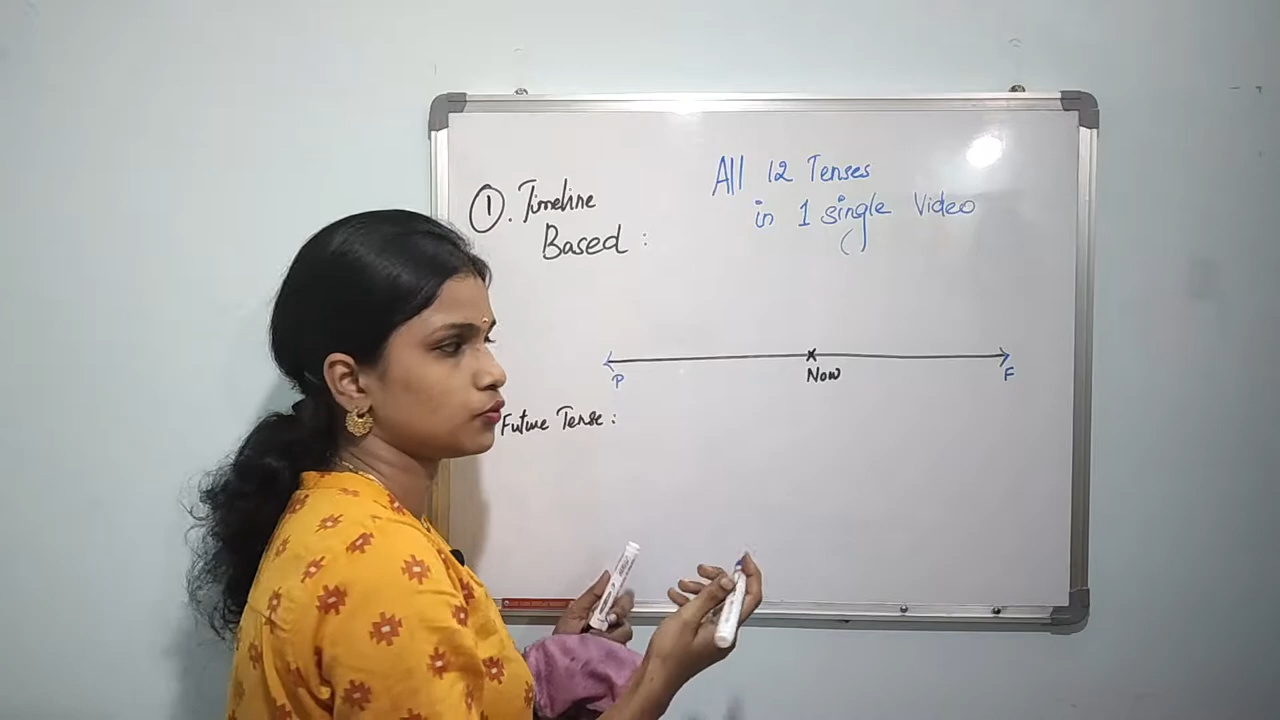 All 12 Tenses
in 1 single Video
1. Timeline
Based :
P
Now
F
Future Tense :